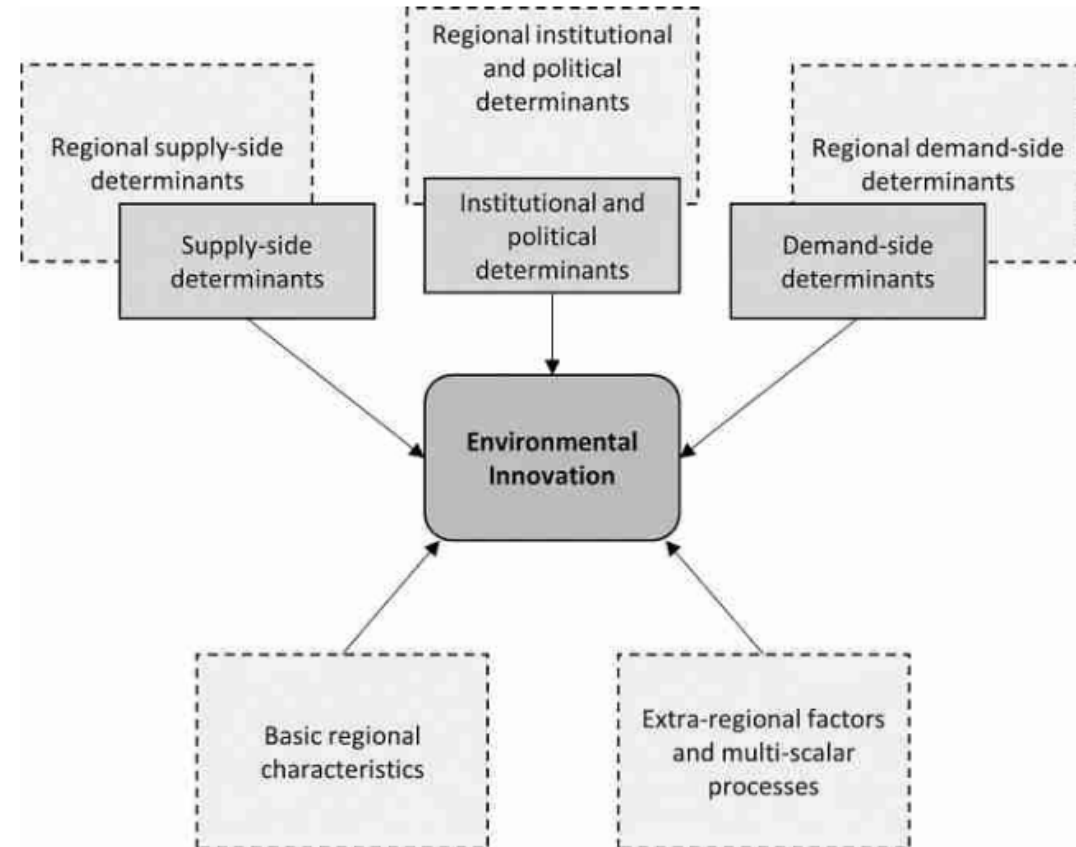 Regional institutional
and political
determinants
Regional supply-side
determinants
Regional demand-side
determinants
Supply-side
determinants
Institutional and
political
determinants
Demand-side
determinants
Environmental
Innovation
Basic regional
characteristics
Extra-regional factors
and multi-scalar
processes